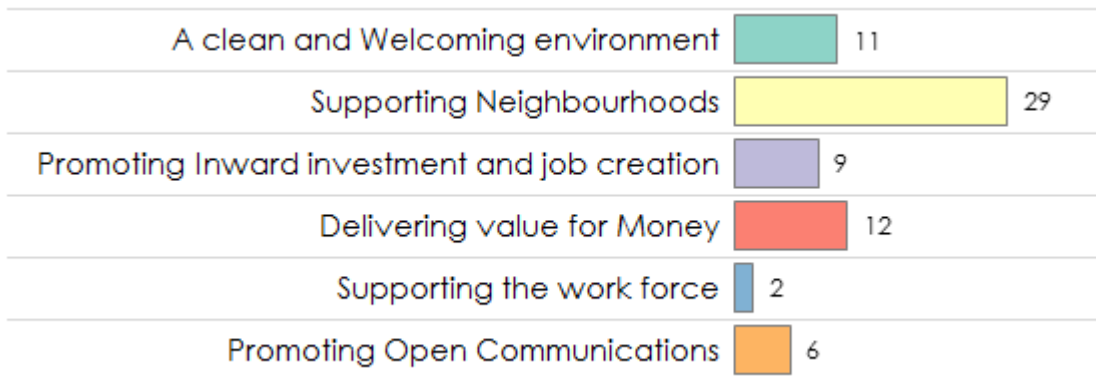 A clean and Welcoming environment 11
Supporting Neighbourhoods 29
Promoting Inward investment and job creation 9
Delivering value for Money 12
Supporting the work force 2
Promoting Open Communications 6